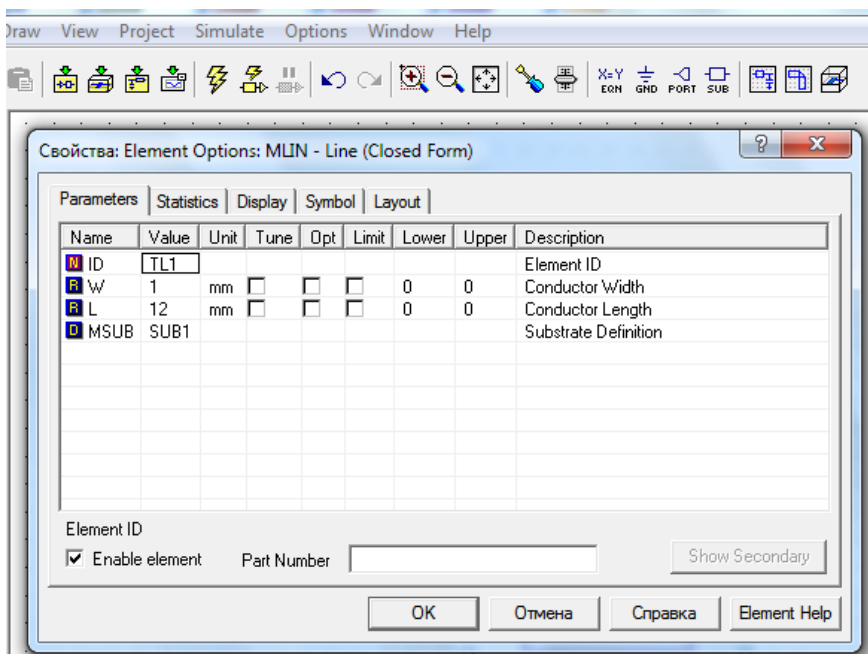 Draw View Project Simulate Options Window Help
X=Y EQN GND PORT SUB
Свойства: Element Options: MLIN - Line (Closed Form)
Parameters Statistics Display Symbol Layout
Name Value Unit Tune Opt Limit Lower Upper Description
N ID TL1 Element ID
R W 1 mm 0 0 Conductor Width
R L 12 mm 0 0 Conductor Length
D MSUB SUB1 Substrate Definition
Element ID
Enable element Part Number Show Secondary
OK Отмена Справка Element Help